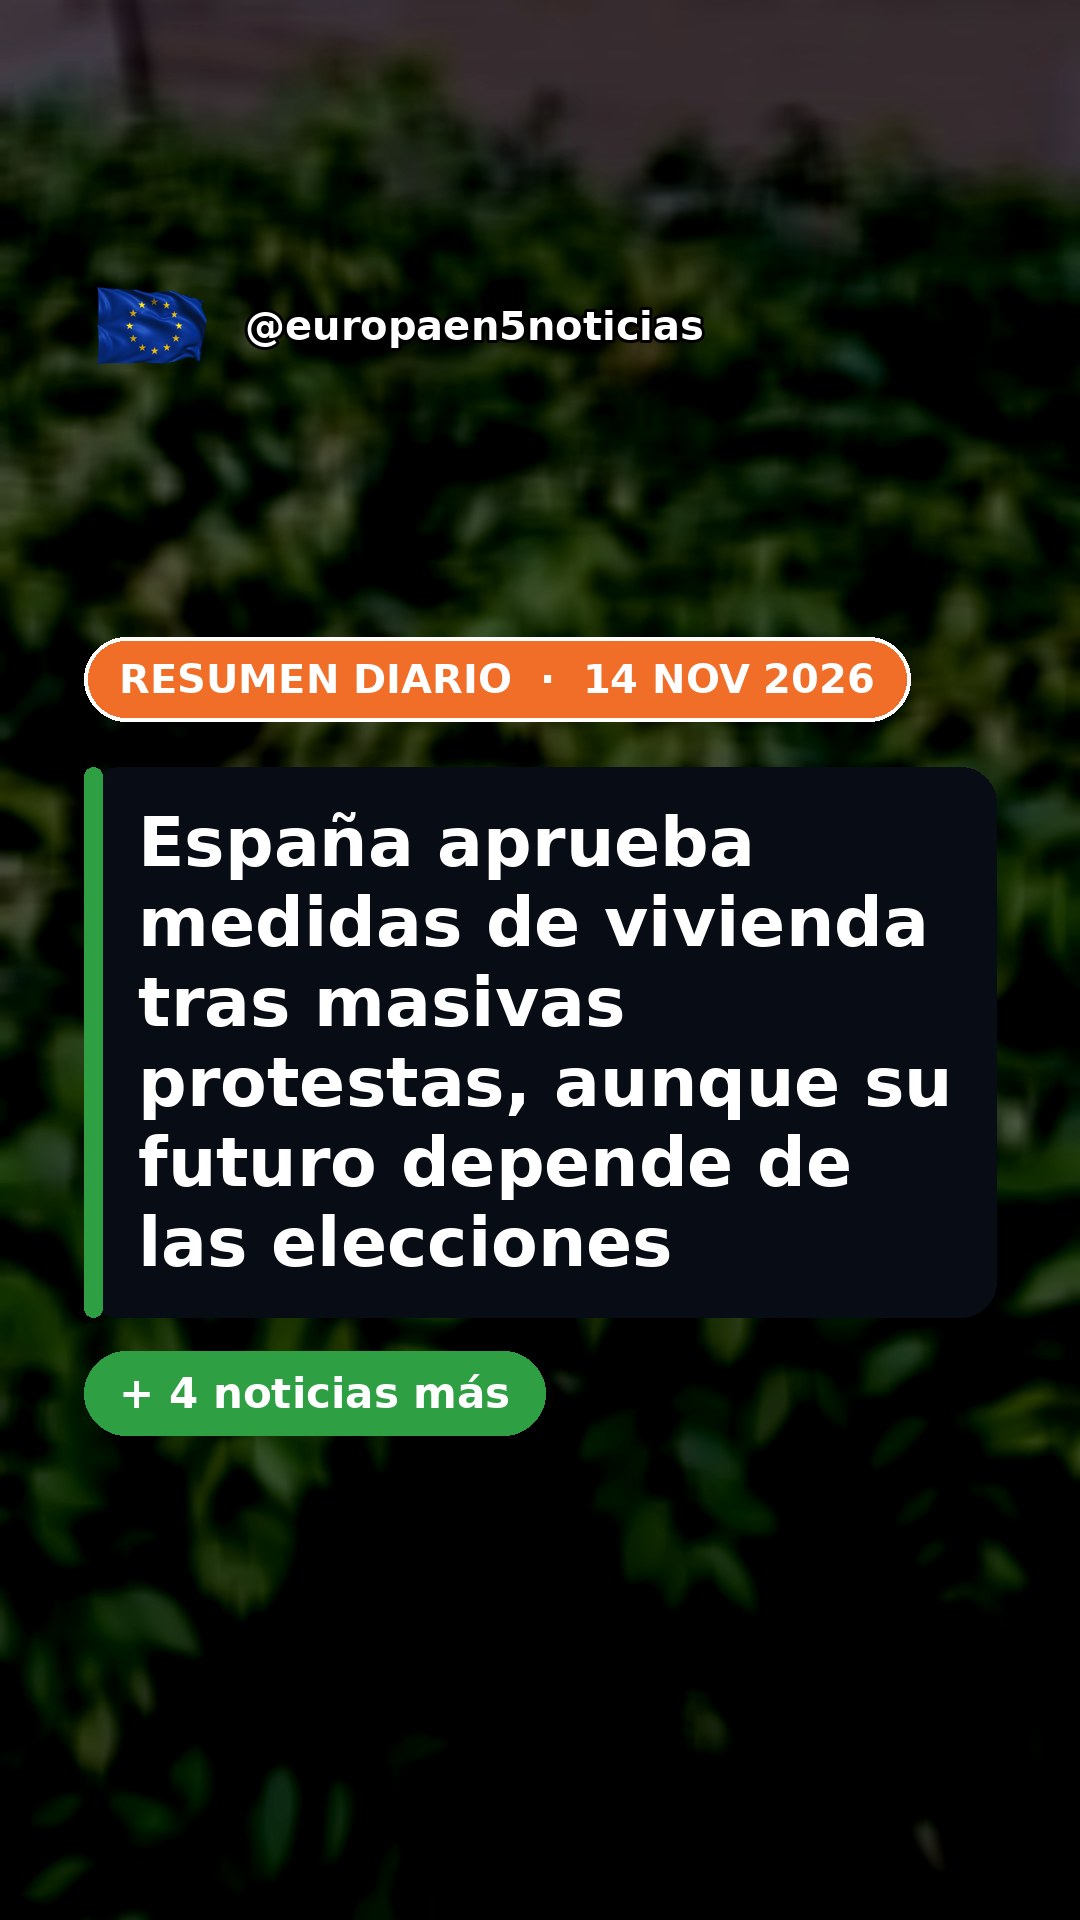 @europaen5noticias
RESUMEN DIARIO · 14 NOV 2026
España aprueba
medidas de vivienda
tras masivas
protestas, aunque su
futuro depende de
las elecciones
+ 4 noticias más